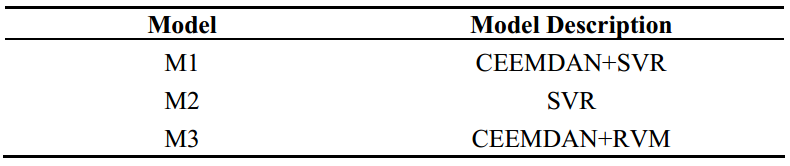 Model Model Description
M1 CEEMDAN+SVR
M2 SVR
M3 CEEMDAN+RVM